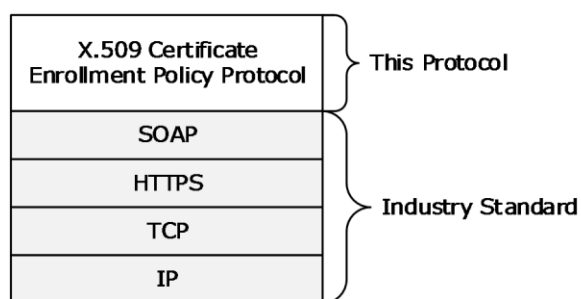 X.509 Certificate
Enrollment Policy Protocol
This Protocol
SOAP
HTTPS
TCP
IP
Industry Standard